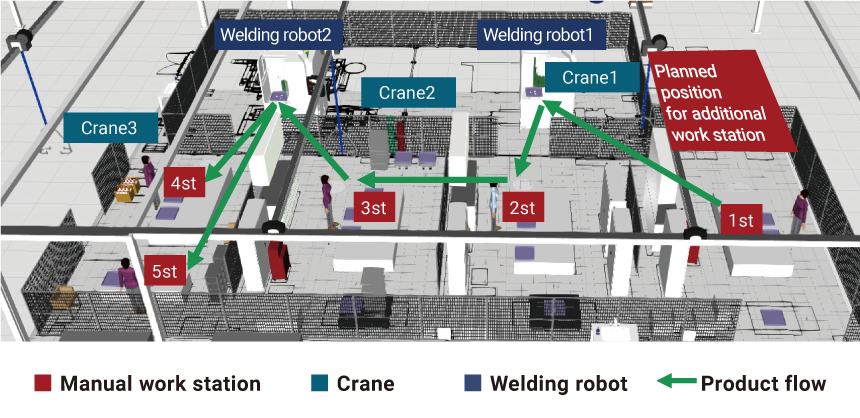 Welding robot2
Welding robot1
Crane1
Crane2
Crane3
Planned
position
for additional
work station
4st
3st
2st
1st
5st
Manual work station
Crane
Welding robot
Product flow